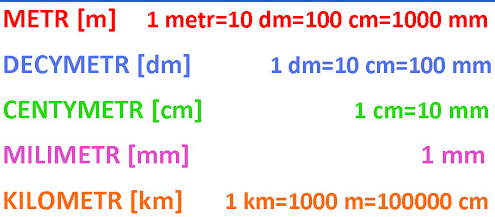 METR [m] 1 metr=10 dm=100 cm=1000 mm
DECYMETR [dm] 1 dm=10 cm=100 mm
CENTYMETR [cm] 1 cm=10 mm
MILIMETR [mm] 1 mm
KILOMETR [km] 1 km=1000 m=100000 cm